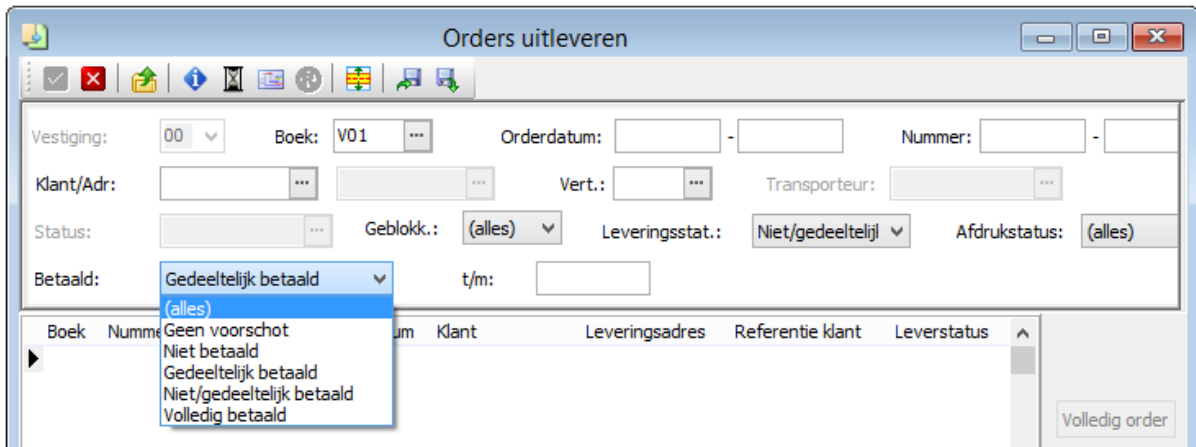 Orders uitleveren
Vestiging: 00 Boek: V01 ... Orderdatum: - Nummer: -
Klant/Adr: ... ... Vert.: ... Transporteur: ...
Status: ... Geblokk.: (alles) Leveringsstat.: Niet/gedeeltelijl Afdrukstatus: (alles)
Betaald: Gedeeltelijk betaald t/m:
(alles)
Boek Numme um Klant Leveringsadres Referentie klant Leverstatus
Geen voorschot
Niet betaald
Gedeeltelijk betaald
Niet/gedeeltelijk betaald
Volledig betaald
Volledig order